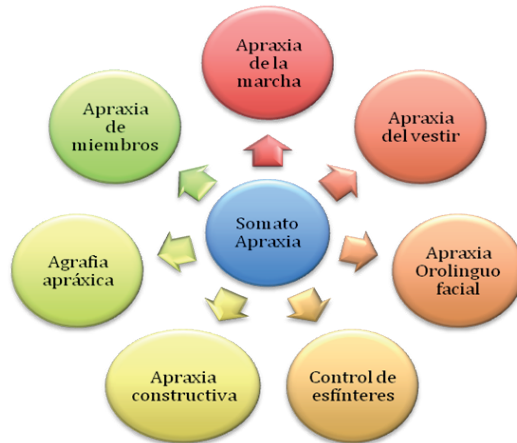 Apraxia
de la
marcha
Apraxia
del vestir
Apraxia
Orolinguo
facial
Control de
esfínteres
Apraxia
constructiva
Agrafia
apráxica
Apraxia
de
miembros
Somato
Apraxia